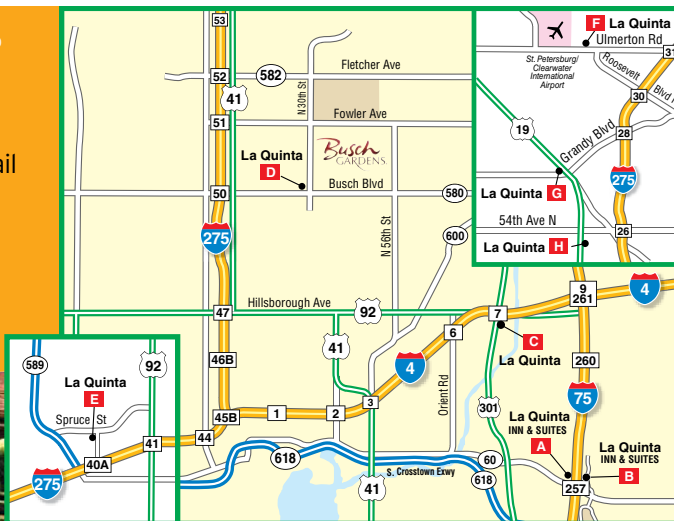 ail
53
52
582
Fletcher Ave
41
N 30th St
51
Fowler Ave
Busch
GARDENS
La Quinta
D
Busch Blvd
50
580
600
275
N 56th St
Hillsborough Ave
47
92
41
7
9
261
4
6
C
La Quinta
46B
4
260
Orient Rd
75
3
301
45B
1
2
La Quinta
INN & SUITES
A
La Quinta
INN & SUITES
B
44
618
60
S. Crosstown Expwy
618
41
257
F La Quinta
Ulmerton Rd
St. Petersburg/
Clearwater
International
Airport
Roosevelt
Blvd
31
30
19
Grandy Blvd
28
275
La Quinta G
54th Ave N
26
La Quinta H
589
92
La Quinta
E
Spruce St
41
40A
275